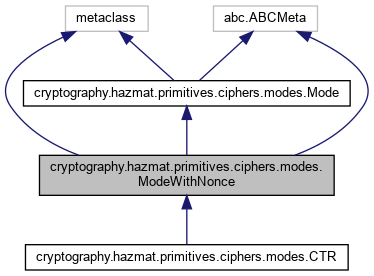 metaclass
abc.ABCMeta
cryptography.hazmat.primitives.ciphers.modes.Mode
cryptography.hazmat.primitives.ciphers.modes.
ModeWithNonce
cryptography.hazmat.primitives.ciphers.modes.CTR